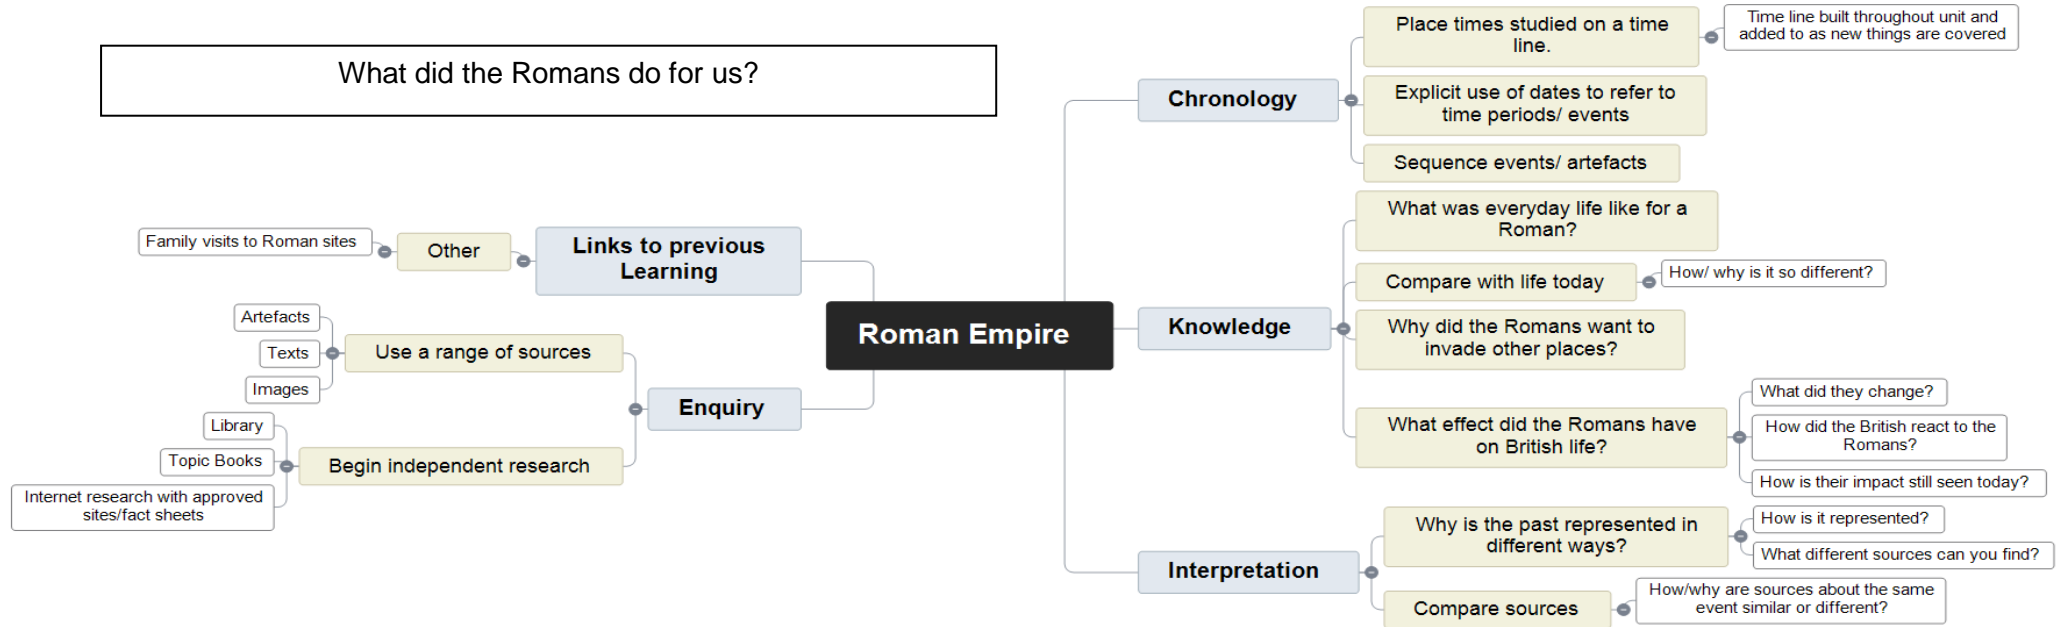 What did the Romans do for us?
Roman Empire
Chronology
Place times studied on a time
line.
Time line built throughout unit and
added to as new things are covered
Explicit use of dates to refer to
time periods/ events
Sequence events/ artefacts
Knowledge
What was everyday life like for a
Roman?
Compare with life today
How/ why is it so different?
Why did the Romans want to
invade other places?
What effect did the Romans have
on British life?
What did they change?
How did the British react to the
Romans?
How is their impact still seen today?
Interpretation
Why is the past represented in
different ways?
How is it represented?
What different sources can you find?
Compare sources
How/why are sources about the same
event similar or different?
Links to previous
Learning
Other
Family visits to Roman sites
Enquiry
Use a range of sources
Artefacts
Texts
Images
Begin independent research
Library
Topic Books
Internet research with approved
sites/fact sheets